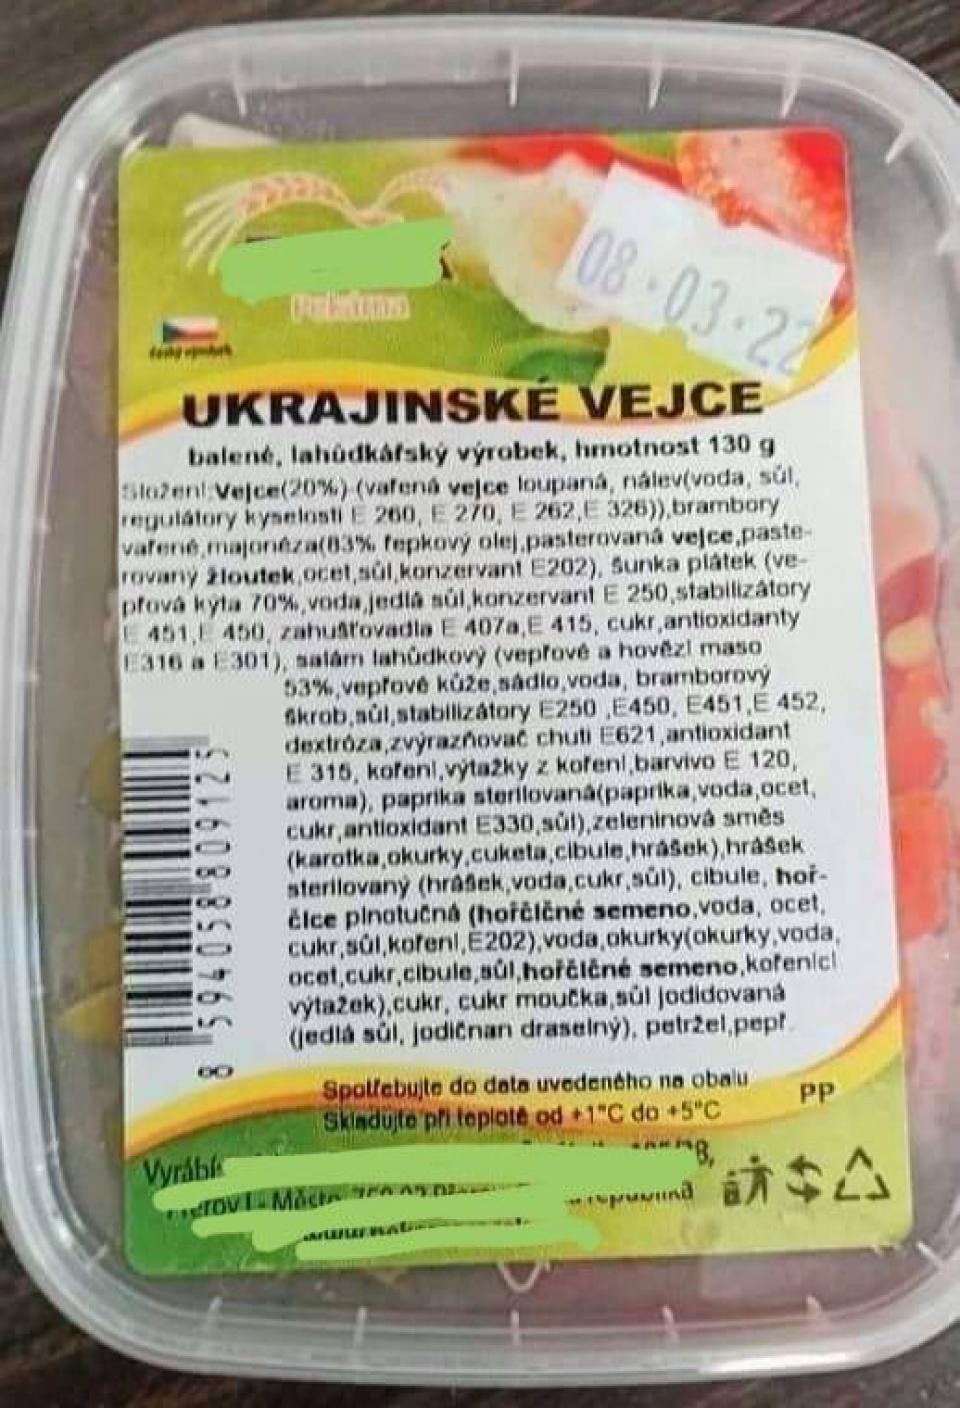 Pekárna
český výrobek
08.03.22
UKRAJINSKÉ VEJCE
balené, lahůdkářský výrobek, hmotnost 130 g
Složení:Vejce(20%) (vařená vejce loupaná, nálev(voda, sůl,
regulátory kyselosti E 260, E 270, E 262,E 326)),brambory
vařené,majonéza(83% řepkový olej,pasterovaná vejce,paste-
rovaný žloutek,ocet,sůl,konzervant E202), šunka plátek (ve-
přová kýta 70%,voda,jedlá sůl,konzervant E 250,stabilizátory
E 451,E 450, zahušťovadla E 407a,E 415, cukr,antioxidanty
E316 a E301), salám lahůdkový (vepřové a hovězí maso
53%,vepřové kůže,sádlo,voda, bramborový
škrob,sůl,stabilizátory E250 ,E450, E451,E 452,
dextróza,zvýrazňovač chuti E621,antioxidant
E 315, koření,výtažky z koření,barvivo E 120,
aroma), paprika sterilovaná(paprika,voda,ocet,
cukr,antioxidant E330,sůl),zeleninová směs
(karotka,okurky,cuketa,cibule,hrášek),hrášek
sterilovaný (hrášek,voda,cukr,sůl), cibule, hoř-
čice plnotučná (hořčičné semeno,voda, ocet,
cukr,sůl,koření,E202),voda,okurky(okurky,voda,
ocet,cukr,cibule,sůl,hořčičné semeno,kořenící
výtažek),cukr, cukr moučka,sůl jodidovaná
(jedlá sůl, jodičnan draselný), petržel,pepř.
8 594058 809125
Spotřebujte do data uvedeného na obalu
Skladujte při teplotě od +1°C do +5°C
PP
Přerov I - Město, republika